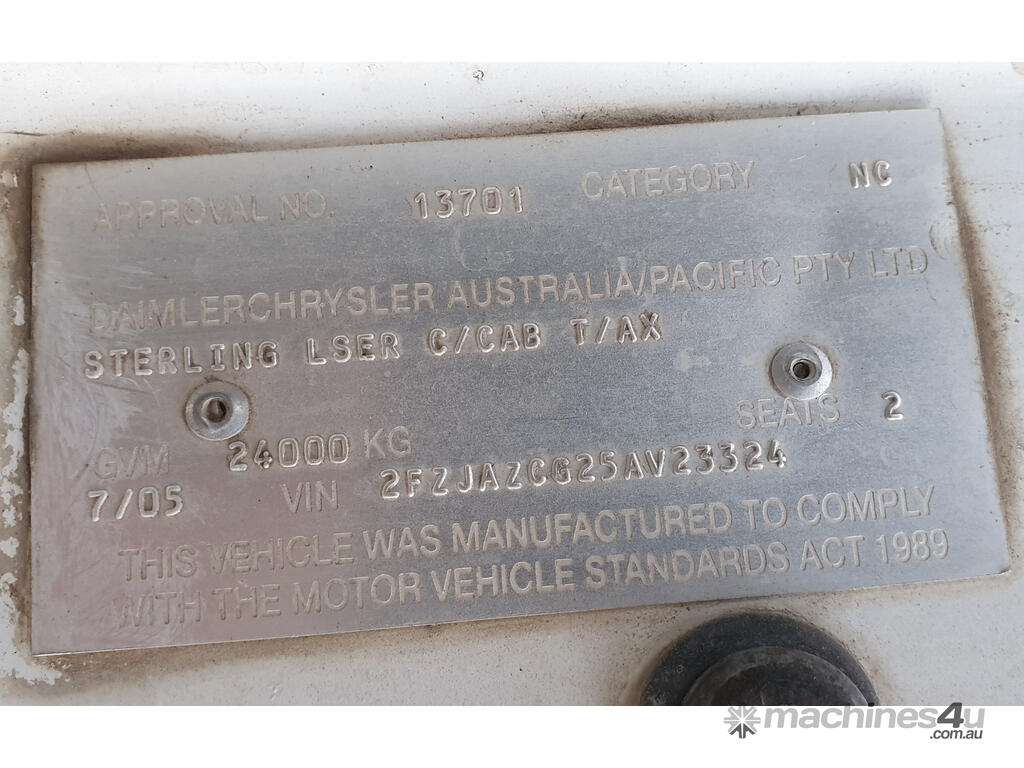 APPROVAL NO. 13701 CATEGORY NC
DAIMLERCHRYSLER AUSTRALIA/PACIFIC PTY LTD
STERLING LSER C/CAB T/AX
GVM 24000 KG SEATS 2
7/05 VIN 2FZJAZCG25AV23324
THIS VEHICLE WAS MANUFACTURED TO COMPLY
WITH THE MOTOR VEHICLE STANDARDS ACT 1989
machines4u
.com.au